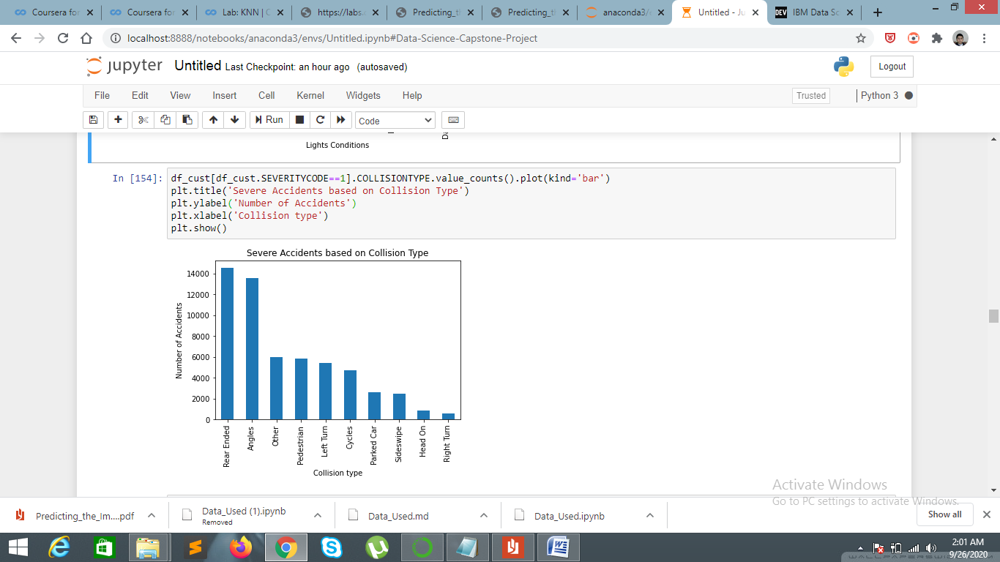 Coursera for
Coursera for
Lab: KNN | C
https://labs.
Predicting_t
Predicting_t
anaconda3/
Untitled - Ju
DEV
IBM Data Sc
localhost:8888/notebooks/anaconda3/envs/Untitled.ipynb#Data-Science-Capstone-Project
jupyter Untitled Last Checkpoint: an hour ago (autosaved)
Logout
File Edit View Insert Cell Kernel Widgets Help
Trusted
Python 3
Run
Code
Lights Conditions
In [154]:
df_cust[df_cust.SEVERITYCODE==1].COLLISIONTYPE.value_counts().plot(kind='bar')
plt.title('Severe Accidents based on Collision Type')
plt.ylabel('Number of Accidents')
plt.xlabel('Collision type')
plt.show()
Severe Accidents based on Collision Type
Number of Accidents
14000
12000
10000
8000
6000
4000
2000
0
Rear Ended
Angles
Other
Pedestrian
Left Turn
Cycles
Parked Car
Sideswipe
Head On
Right Turn
Collision type
Activate Windows
Go to PC settings to activate Windows.
Predicting_the_Im....pdf
Data_Used (1).ipynb
Removed
Data_Used.md
Data_Used.ipynb
Show all
2:01 AM
9/26/2020